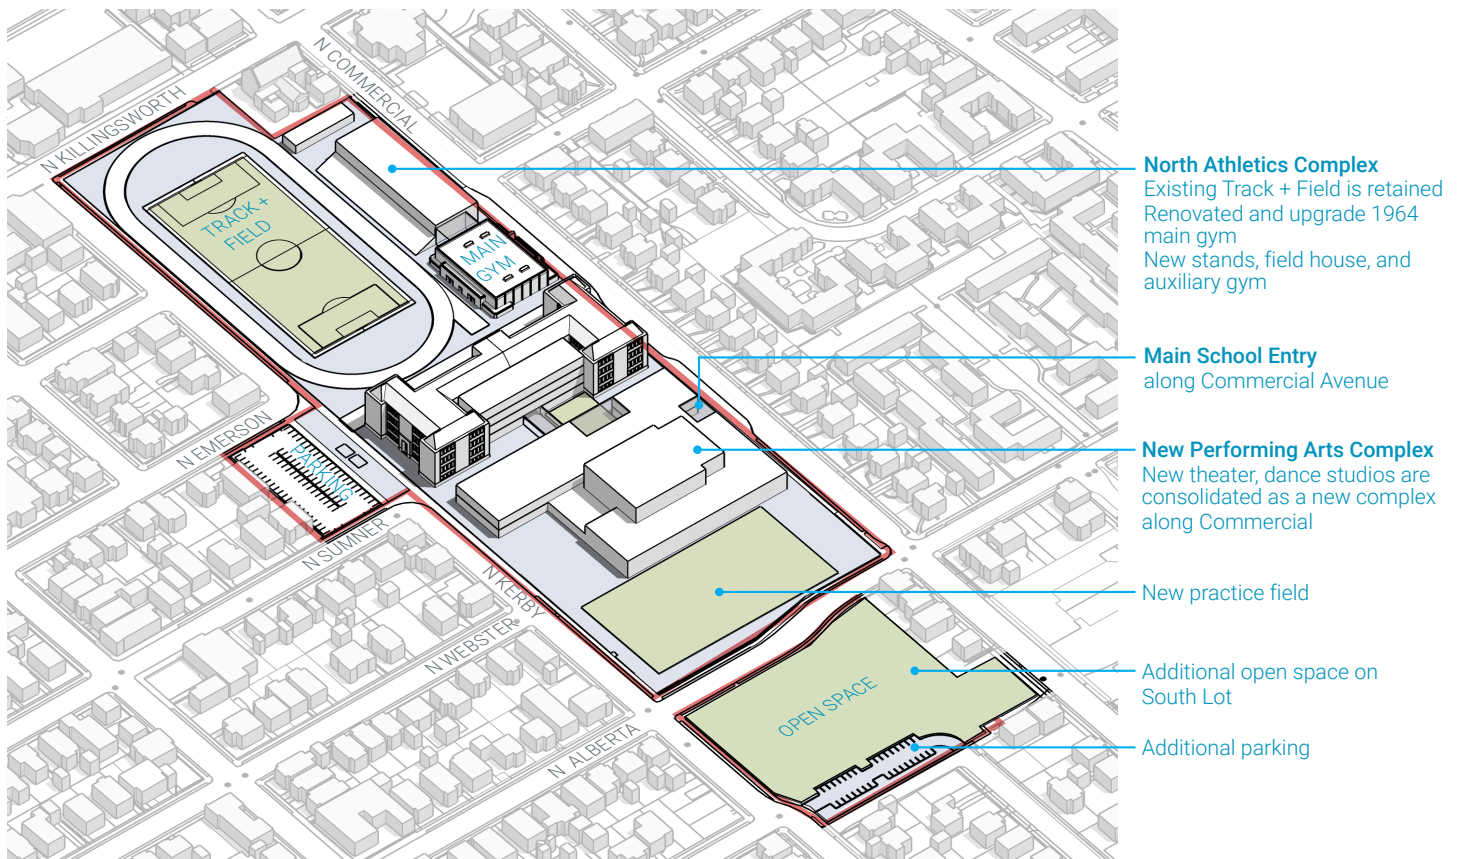 N COMMERCIAL
N KILLINGSWORTH
TRACK +
FIELD
MAIN
GYM
N EMERSON
PARKING
N SUMNER
N KERBY
N WEBSTER
N ALBERTA
OPEN SPACE
North Athletics Complex
Existing Track + Field is retained
Renovated and upgrade 1964
main gym
New stands, field house, and
auxiliary gym
Main School Entry
along Commercial Avenue
New Performing Arts Complex
New theater, dance studios are
consolidated as a new complex
along Commercial
New practice field
Additional open space on
South Lot
Additional parking